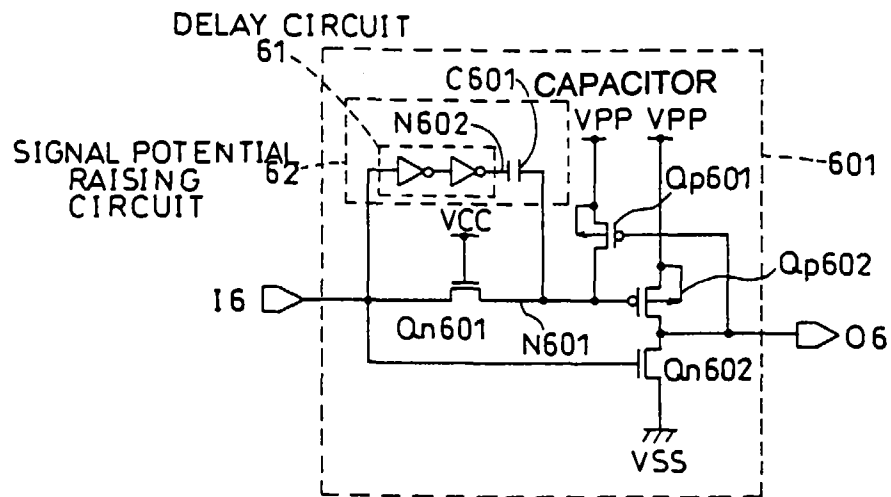 DELAY CIRCUIT
61
C601
CAPACITOR
N602
VPP VPP
SIGNAL POTENTIAL
RAISING
CIRCUIT
62
601
Qp601
VCC
Qp602
I6
Qn601
N601
O6
Qn602
VSS